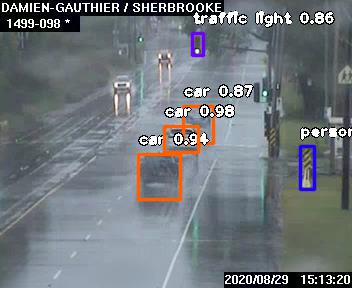 DAMIEN-GAUTHIER / SHERBROOKE
1499-098 *
traffic light 0.86
car 0.87
car 0.98
car 0.94
person
2020/08/29 15:13:20